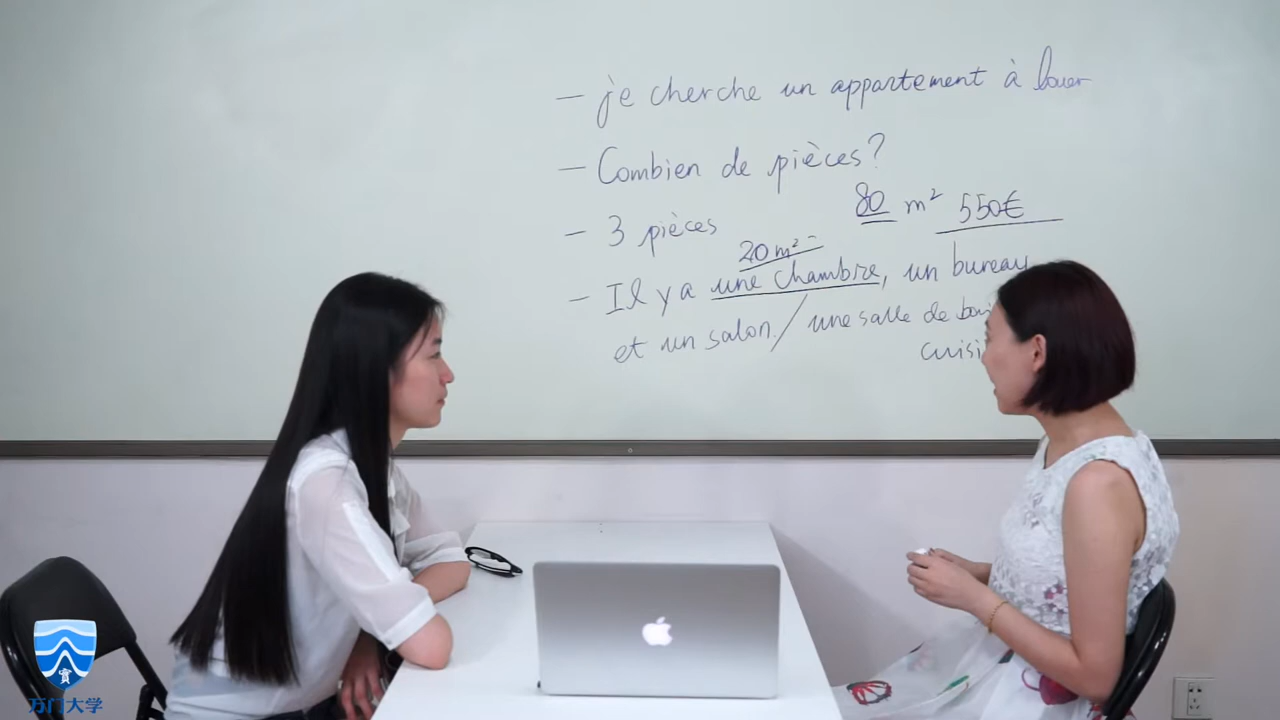 — je cherche un appartement à louer
— Combien de pièces?
80 m² 550€
— 3 pièces
20 m²
— Il y a une chambre, un bureau
et un salon / une salle de
万门大学